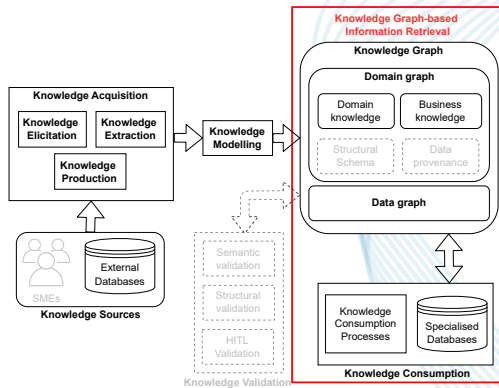 Knowledge Graph-based
Information Retrieval
Knowledge Graph
Domain graph
Domain
knowledge
Business
knowledge
Structural
Schema
Data
provenance
Data graph
Knowledge Acquisition
Knowledge
Elicitation
Knowledge
Extraction
Knowledge
Production
Knowledge
Modelling
SMEs
External
Databases
Knowledge Sources
Semantic
validation
Structural
validation
HITL
Validation
Knowledge Validation
Knowledge
Consumption
Processes
Specialised
Databases
Knowledge Consumption